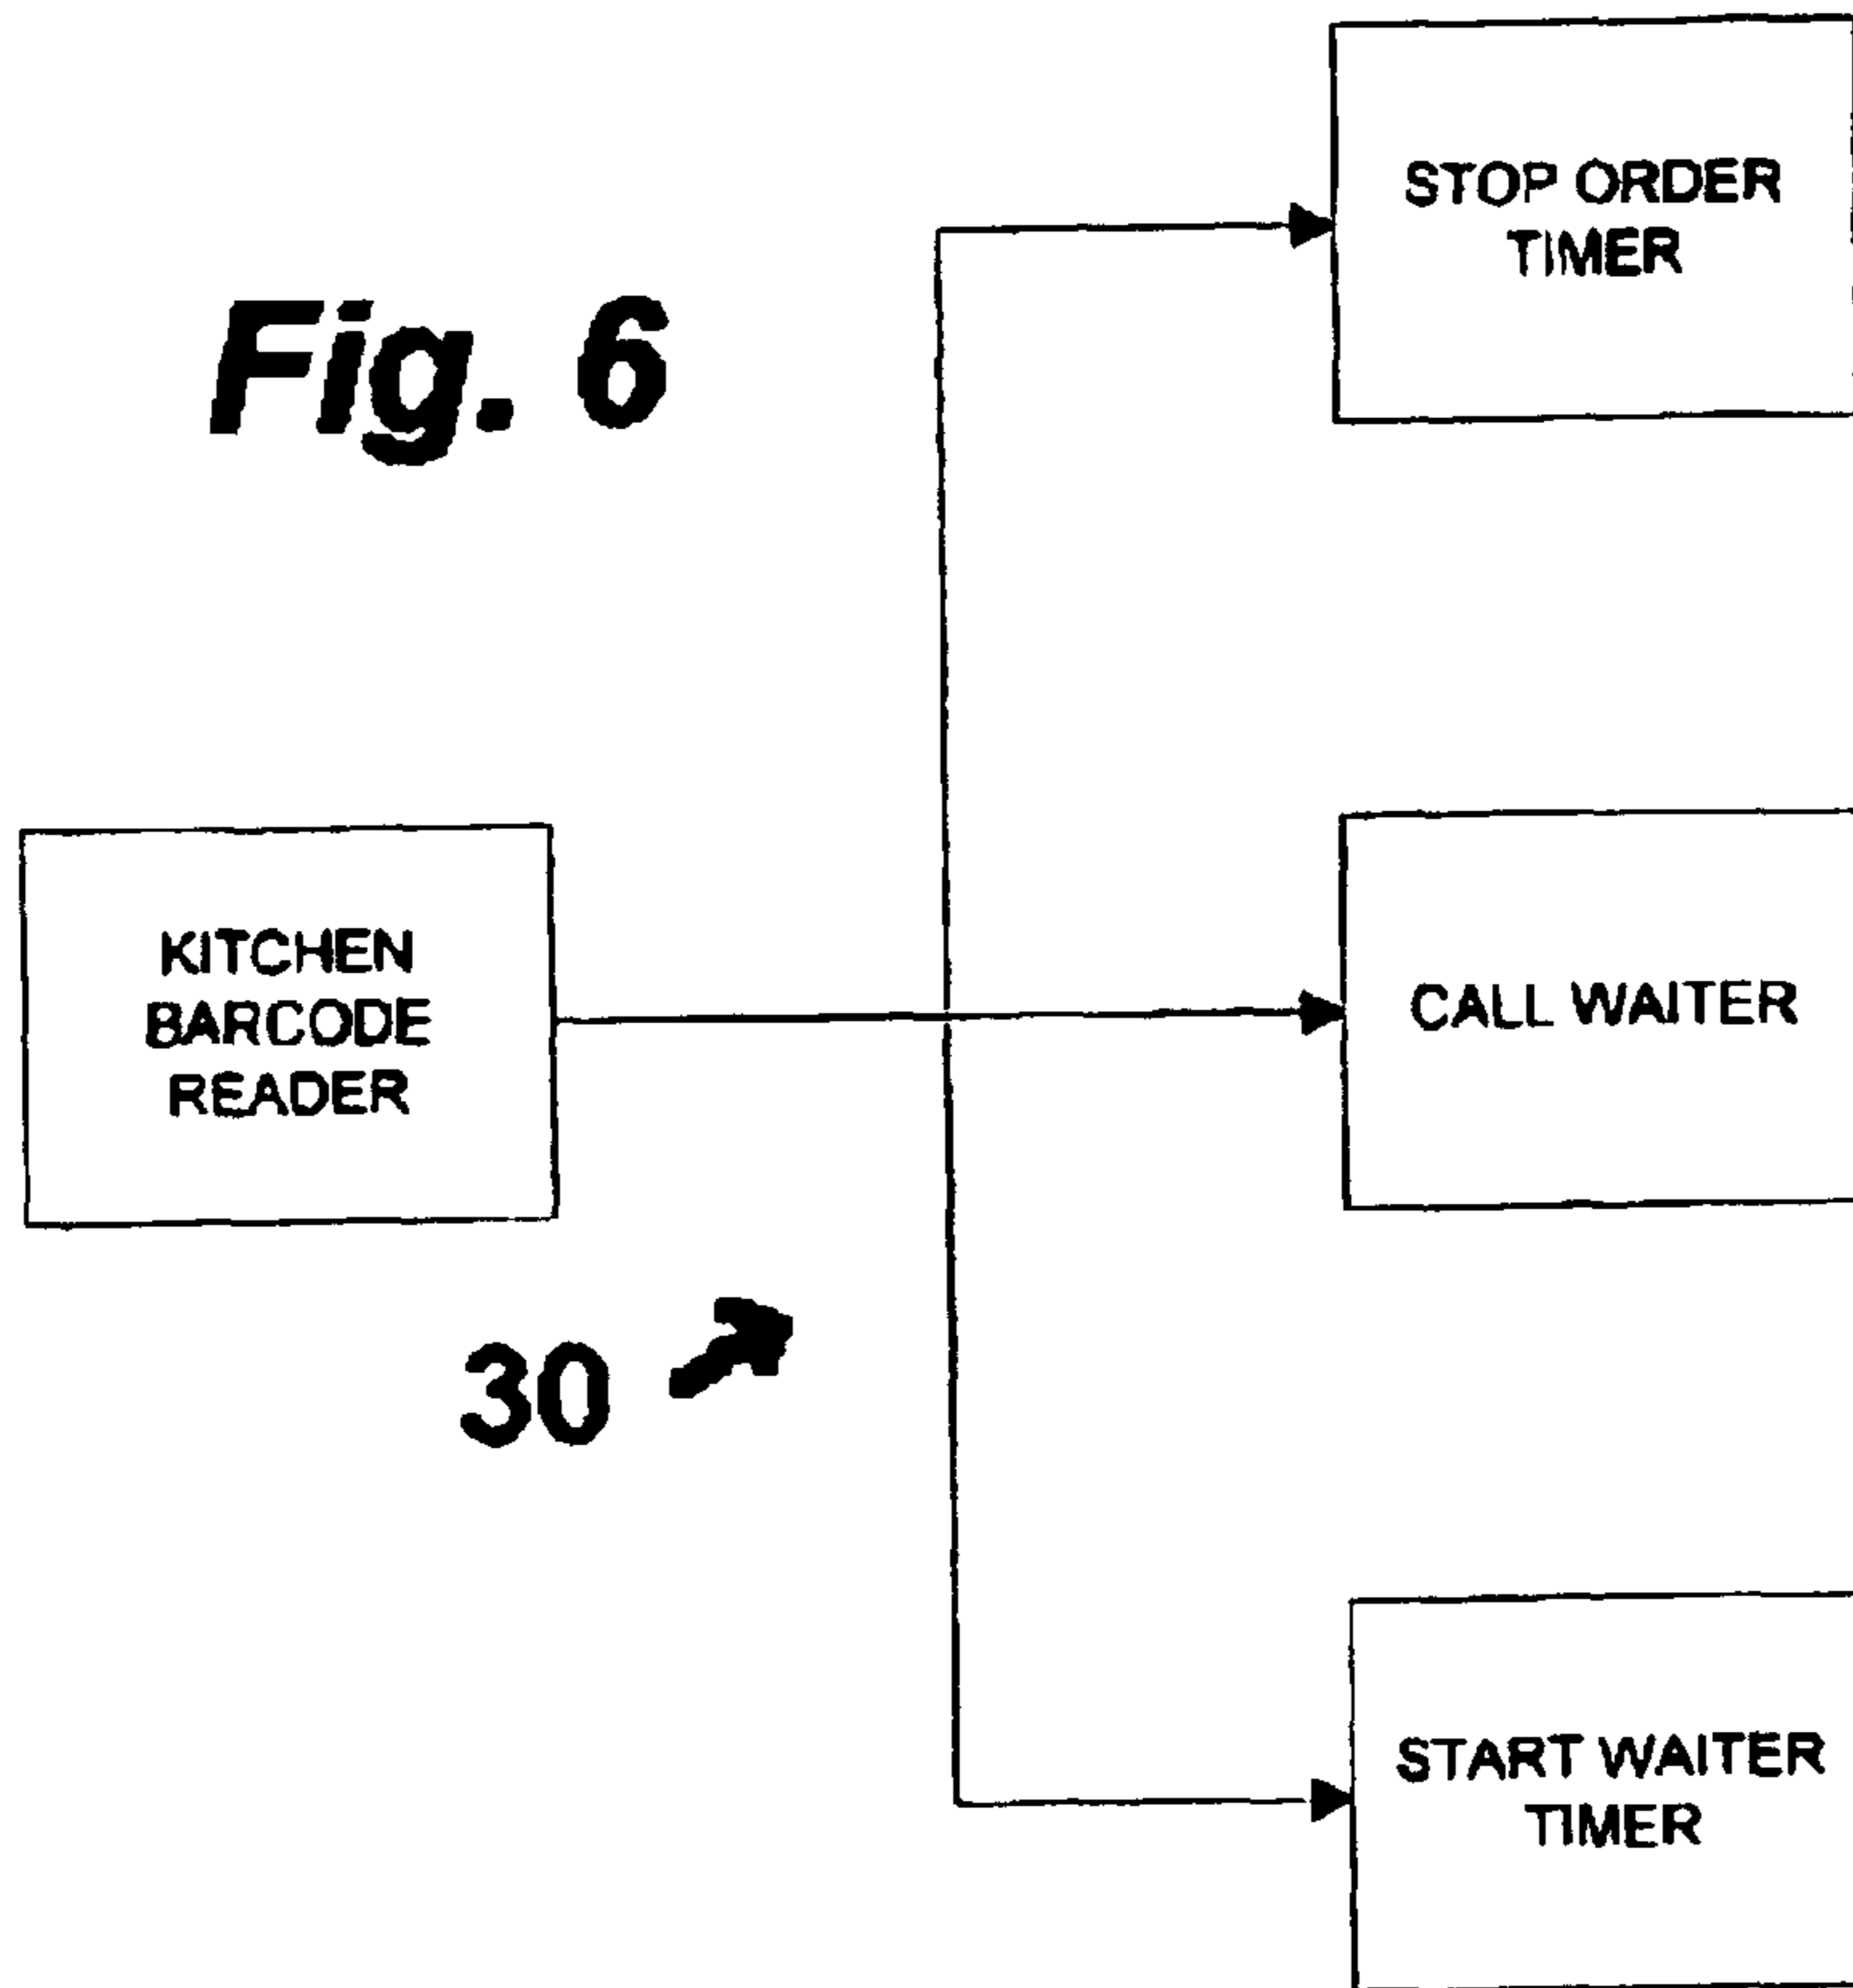 Fig. 6
STOP ORDER
TIMER
KITCHEN
BARCODE
READER
CALL WAITER
30
START WAITER
TIMER